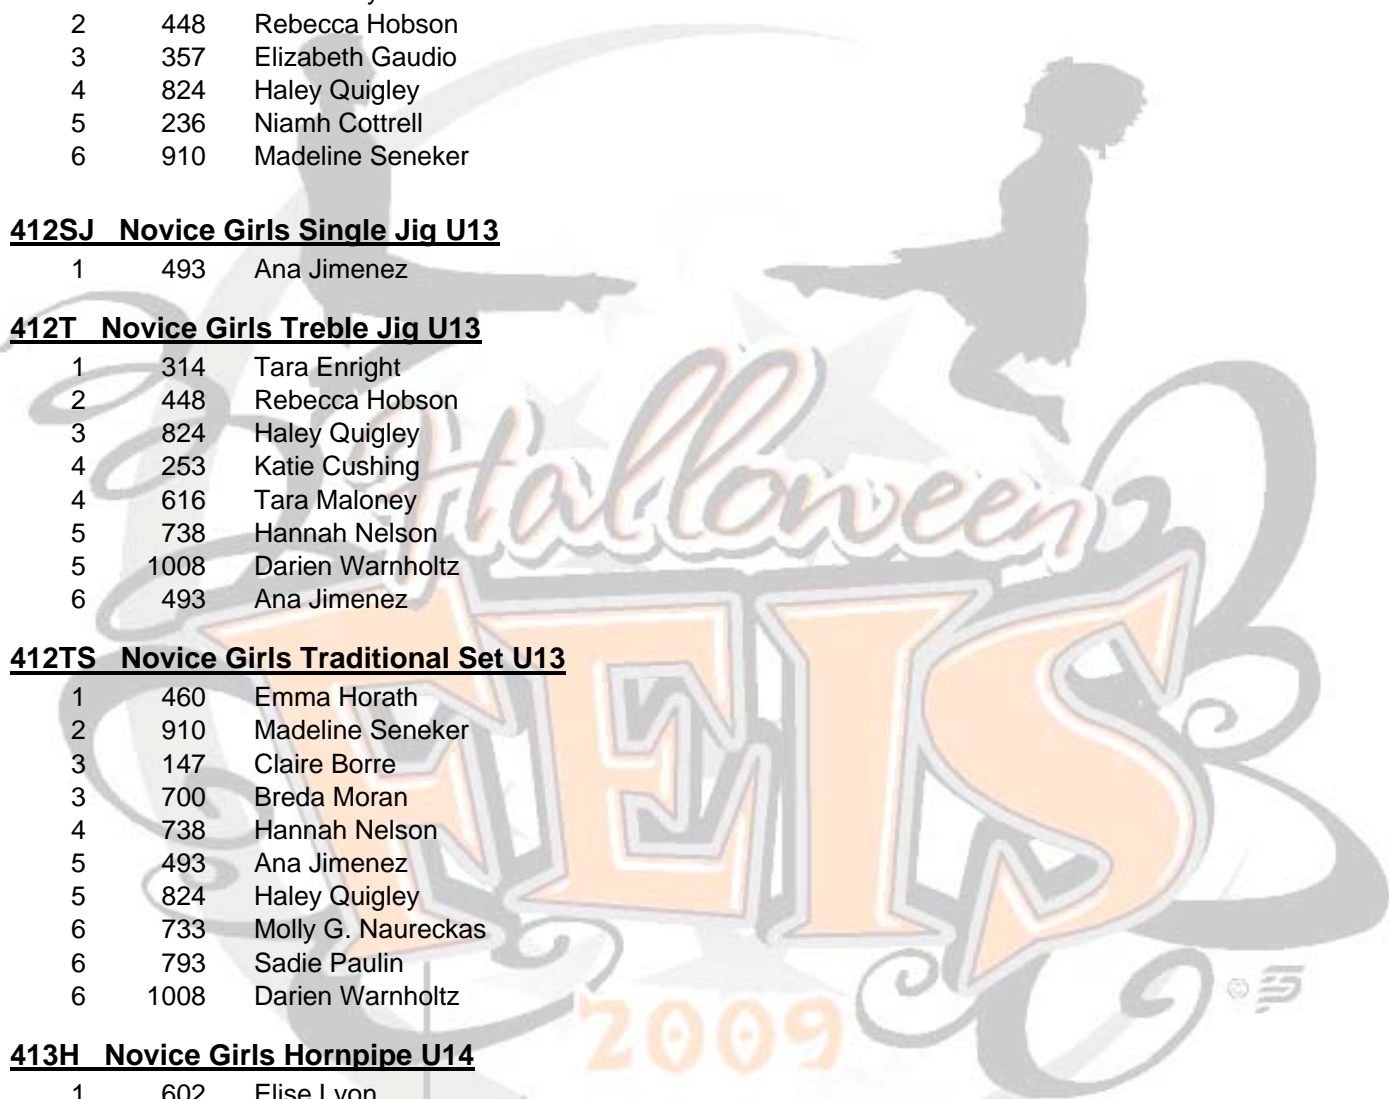 2 448 Rebecca Hobson
3 357 Elizabeth Gaudio
4 824 Haley Quigley
5 236 Niamh Cottrell
6 910 Madeline Seneker
412SJ Novice Girls Single Jig U13
1 493 Ana Jimenez
412T Novice Girls Treble Jig U13
1 314 Tara Enright
2 448 Rebecca Hobson
3 824 Haley Quigley
4 253 Katie Cushing
4 616 Tara Maloney
5 738 Hannah Nelson
5 1008 Darien Warnholtz
6 493 Ana Jimenez
412TS Novice Girls Traditional Set U13
1 460 Emma Horath
2 910 Madeline Seneker
3 147 Claire Borre
3 700 Breda Moran
4 738 Hannah Nelson
5 493 Ana Jimenez
5 824 Haley Quigley
6 733 Molly G. Naureckas
6 793 Sadie Paulin
6 1008 Darien Warnholtz
413H Novice Girls Hornpipe U14
1 602 Elise Lyon
Halloween
FEIS
2009